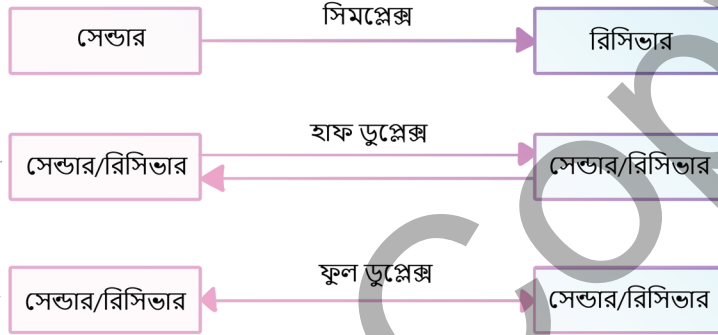 সিমপ্লেক্স
সেন্ডার রিসিভার
হাফ ডুপ্লেক্স
সেন্ডার/রিসিভার সেন্ডার/রিসিভার
ফুল ডুপ্লেক্স
সেন্ডার/রিসিভার সেন্ডার/রিসিভার